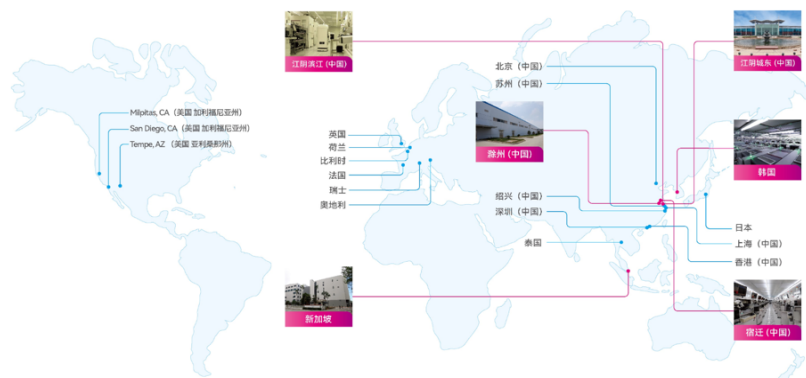 江阴滨江(中国)
江阴城东(中国)
北京（中国）
苏州（中国）
Milpitas, CA（美国 加利福尼亚州）
San Diego, CA（美国 加利福尼亚州）
Tempe, AZ （美国 亚利桑那州）
英国
荷兰
比利时
法国
瑞士
奥地利
滁州(中国)
韩国
绍兴（中国）
深圳（中国）
泰国
日本
上海（中国）
香港（中国）
新加坡
宿迁(中国)